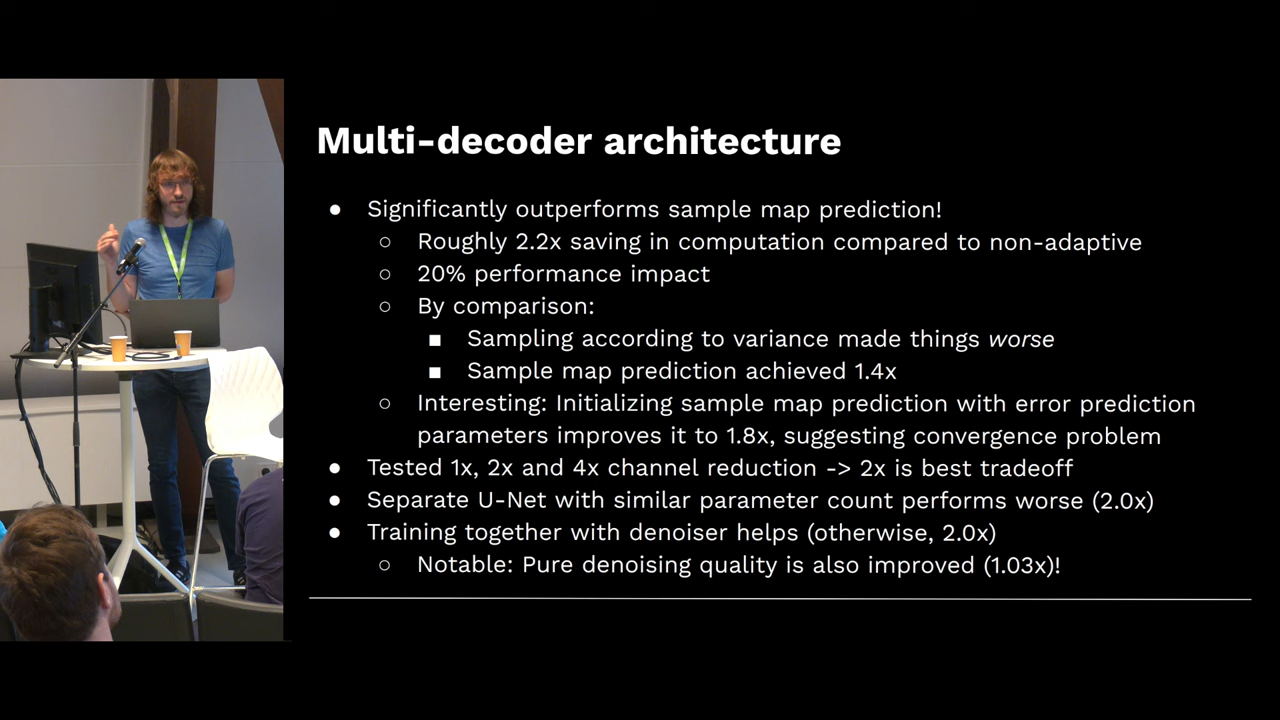 Multi-decoder architecture
● Significantly outperforms sample map prediction!
○ Roughly 2.2x saving in computation compared to non-adaptive
○ 20% performance impact
○ By comparison:
■ Sampling according to variance made things worse
■ Sample map prediction achieved 1.4x
○ Interesting: Initializing sample map prediction with error prediction
parameters improves it to 1.8x, suggesting convergence problem
● Tested 1x, 2x and 4x channel reduction -> 2x is best tradeoff
● Separate U-Net with similar parameter count performs worse (2.0x)
● Training together with denoiser helps (otherwise, 2.0x)
○ Notable: Pure denoising quality is also improved (1.03x)!